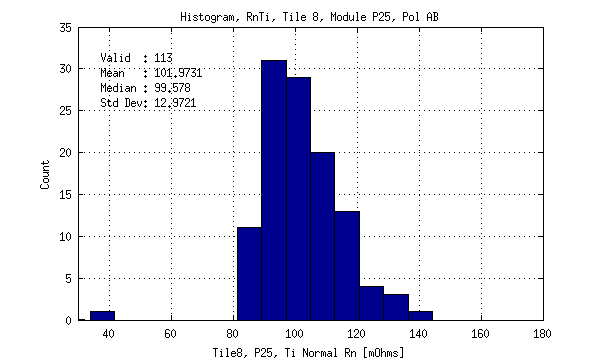 Histogram, RnTi, Tile 8, Module P25, Pol AB
35
30
25
20
15
10
5
0
Count
Valid : 113
Mean : 101.9731
Median : 99.578
Std Dev: 12.9721
40 60 80 100 120 140 160 180
Tile8, P25, Ti Normal Rn [mOhms]